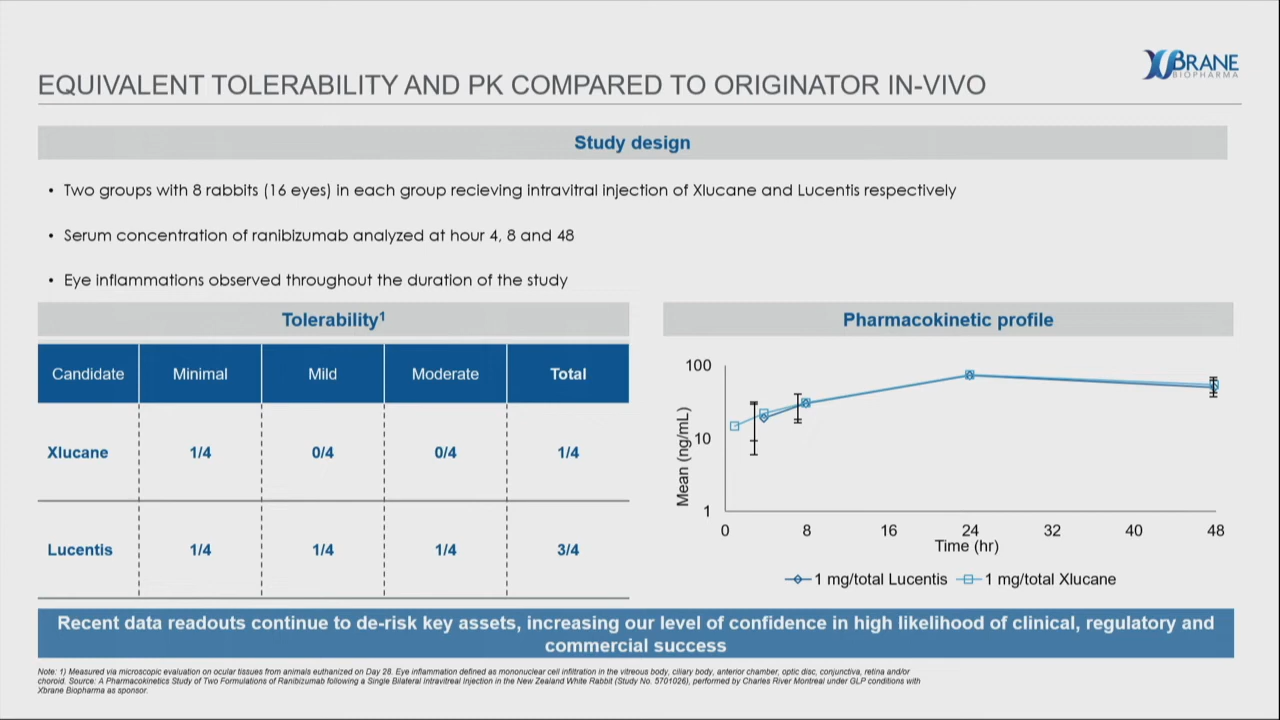 XBRANE
BIOPHARMA
EQUIVALENT TOLERABILITY AND PK COMPARED TO ORIGINATOR IN-VIVO
Study design
• Two groups with 8 rabbits (16 eyes) in each group recieving intravitral injection of Xlucane and Lucentis respectively
• Serum concentration of ranibizumab analyzed at hour 4, 8 and 48
• Eye inflammations observed throughout the duration of the study
Tolerability¹
Candidate Minimal Mild Moderate Total
Xlucane 1/4 0/4 0/4 1/4
Lucentis 1/4 1/4 1/4 3/4
Pharmacokinetic profile
Mean (ng/mL)
100
10
1
0 8 16 24 32 40 48
Time (hr)
1 mg/total Lucentis 1 mg/total Xlucane
Recent data readouts continue to de-risk key assets, increasing our level of confidence in high likelihood of clinical, regulatory and
commercial success
Note: 1) Measured via microscopic evaluation on ocular tissues from animals euthanized on Day 28. Eye inflammation defined as mononuclear cell infiltration in the vitreous body, ciliary body, anterior chamber, optic disc, conjunctiva, retina and/or
choroid. Source: A Pharmacokinetics Study of Two Formulations of Ranibizumab following a Single Bilateral Intravitreal Injection in the New Zealand White Rabbit (Study No. 5701026), performed by Charles River Montreal under GLP conditions with
Xbrane Biopharma as sponsor.